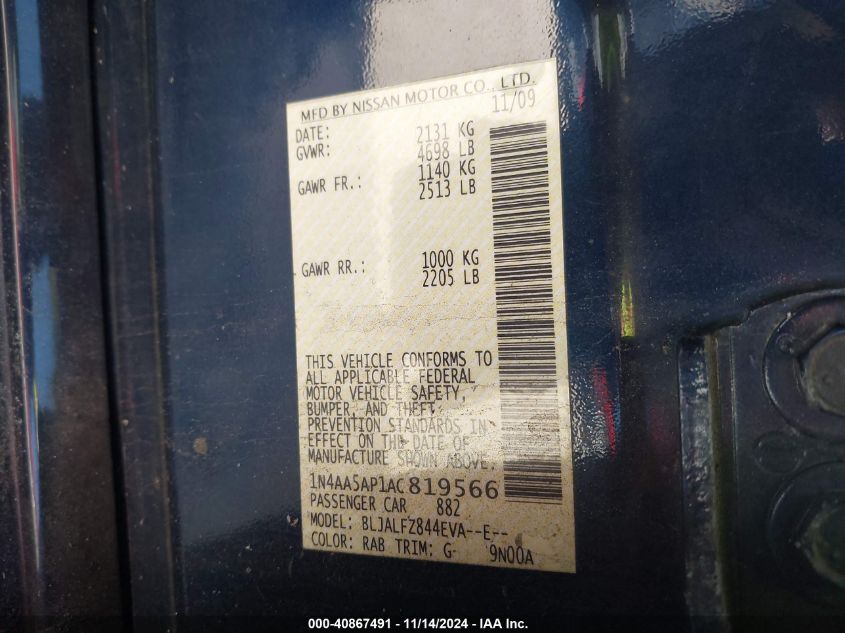 MFD BY NISSAN MOTOR CO., LTD.
DATE: 11/09
GVWR: 2131 KG
4698 LB
GAWR FR.: 1140 KG
2513 LB
GAWR RR.: 1000 KG
2205 LB
THIS VEHICLE CONFORMS TO
ALL APPLICABLE FEDERAL
MOTOR VEHICLE SAFETY,
BUMPER, AND THEFT
PREVENTION STANDARDS IN
EFFECT ON THE DATE OF
MANUFACTURE SHOWN ABOVE.
1N4AA5AP1AC819566
PASSENGER CAR 882
MODEL: BLJALFZ844EVA--E--
COLOR: RAB TRIM: G 9N00A
000-40867491 - 11/14/2024 - IAA Inc.